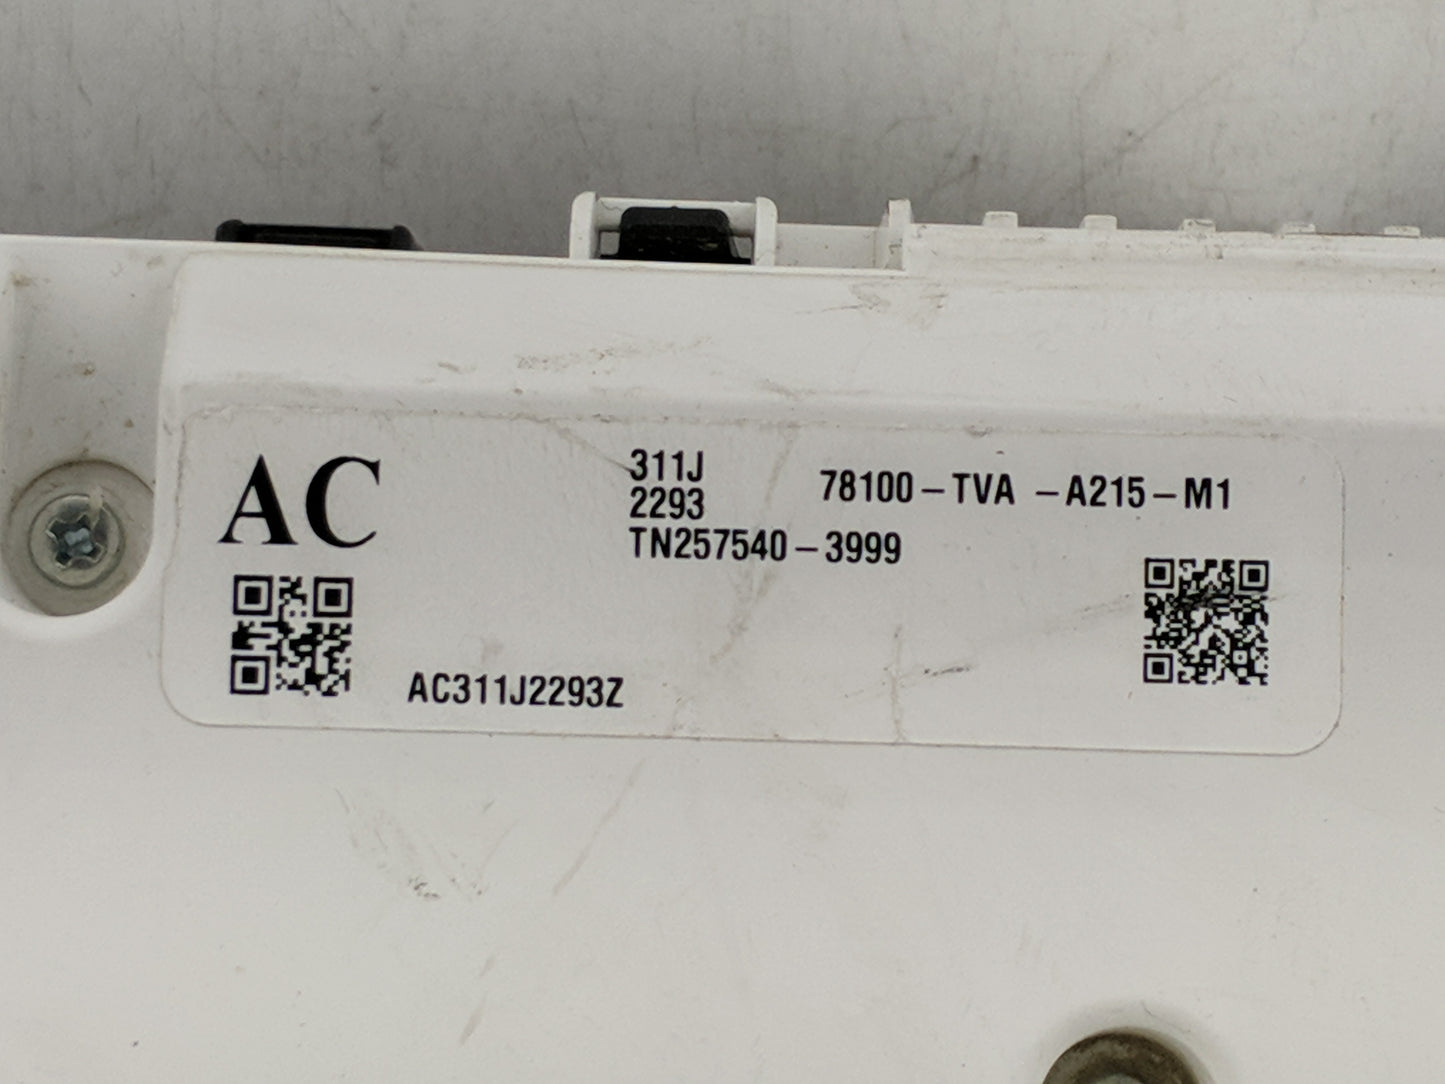 AC
311J
2293
78100-TVA -A215-M1
TN257540-3999
AC311J2293Z